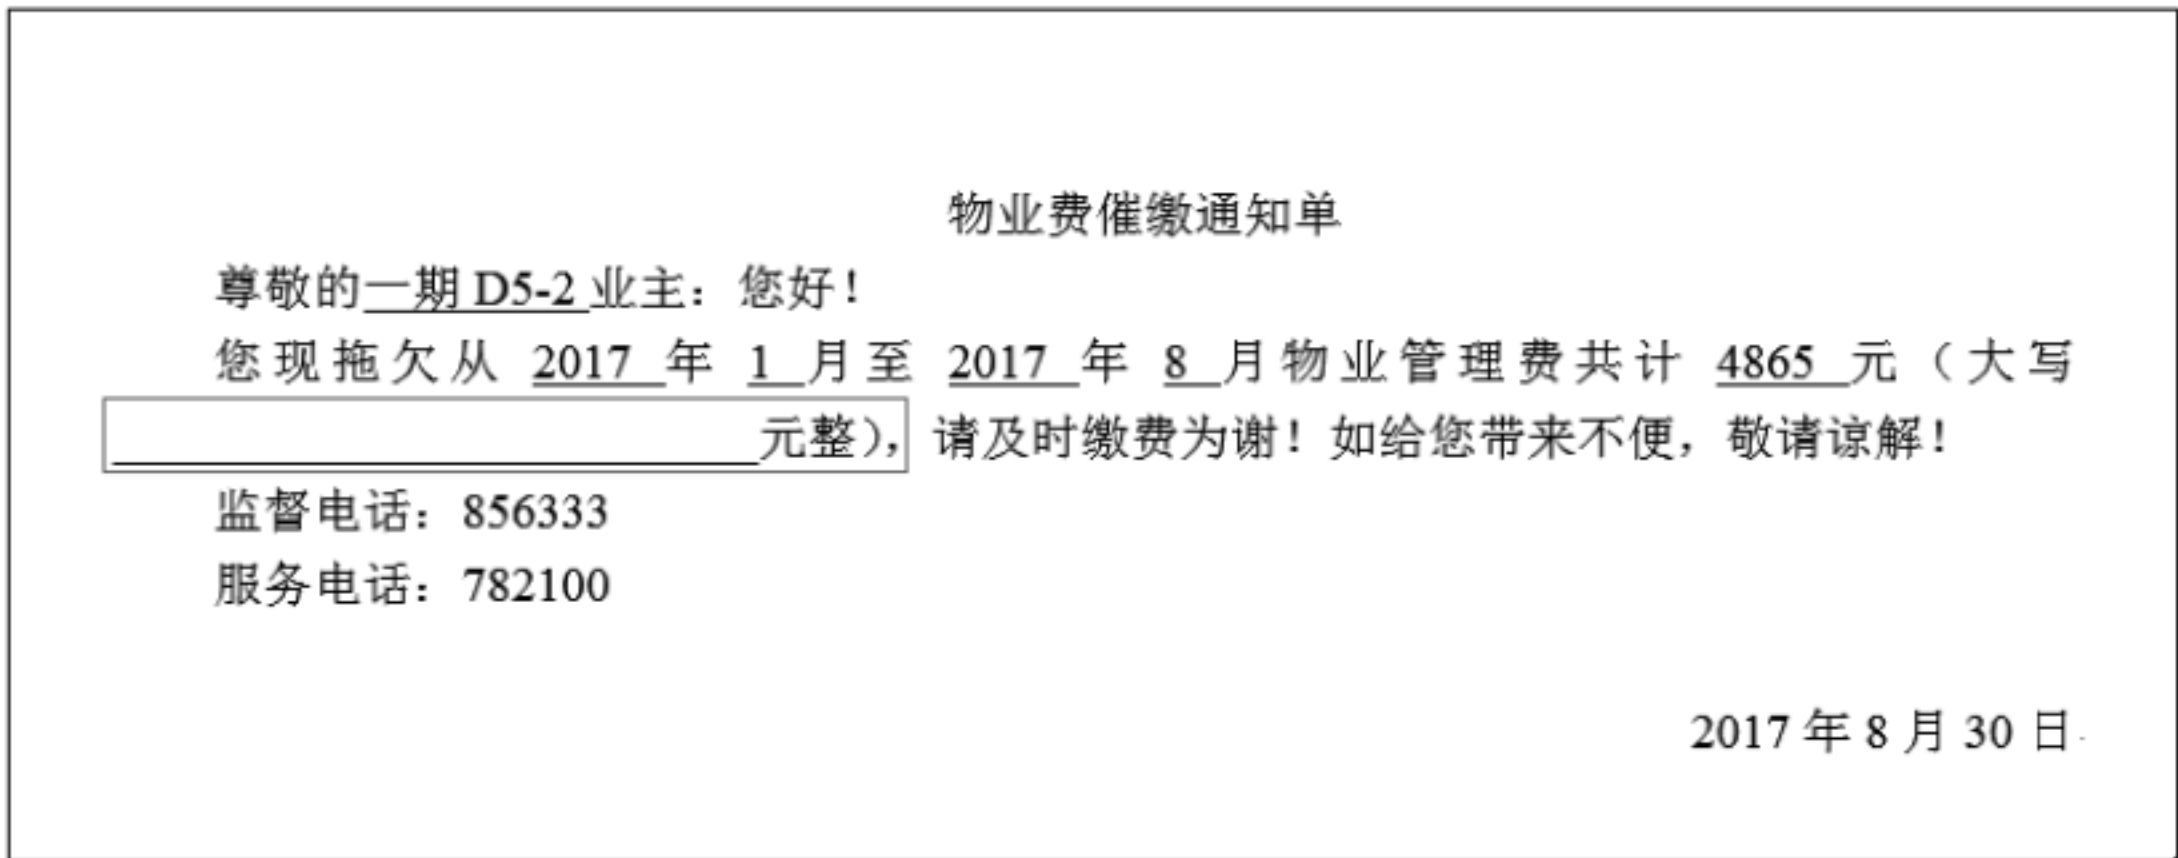 物业费催缴通知单
尊敬的一期 D5-2 业主：您好！
您现拖欠从 2017 年 1 月至 2017 年 8 月物业管理费共计 4865 元（大写
元整），请及时缴费为谢！如给您带来不便，敬请谅解！
监督电话：856333
服务电话：782100
2017 年 8 月 30 日